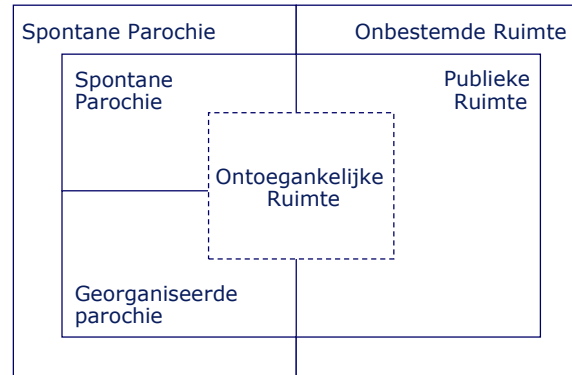 Spontane Parochie
Onbestemde Ruimte
Spontane
Parochie
Publieke
Ruimte
Ontoegankelijke
Ruimte
Georganiseerde
parochie